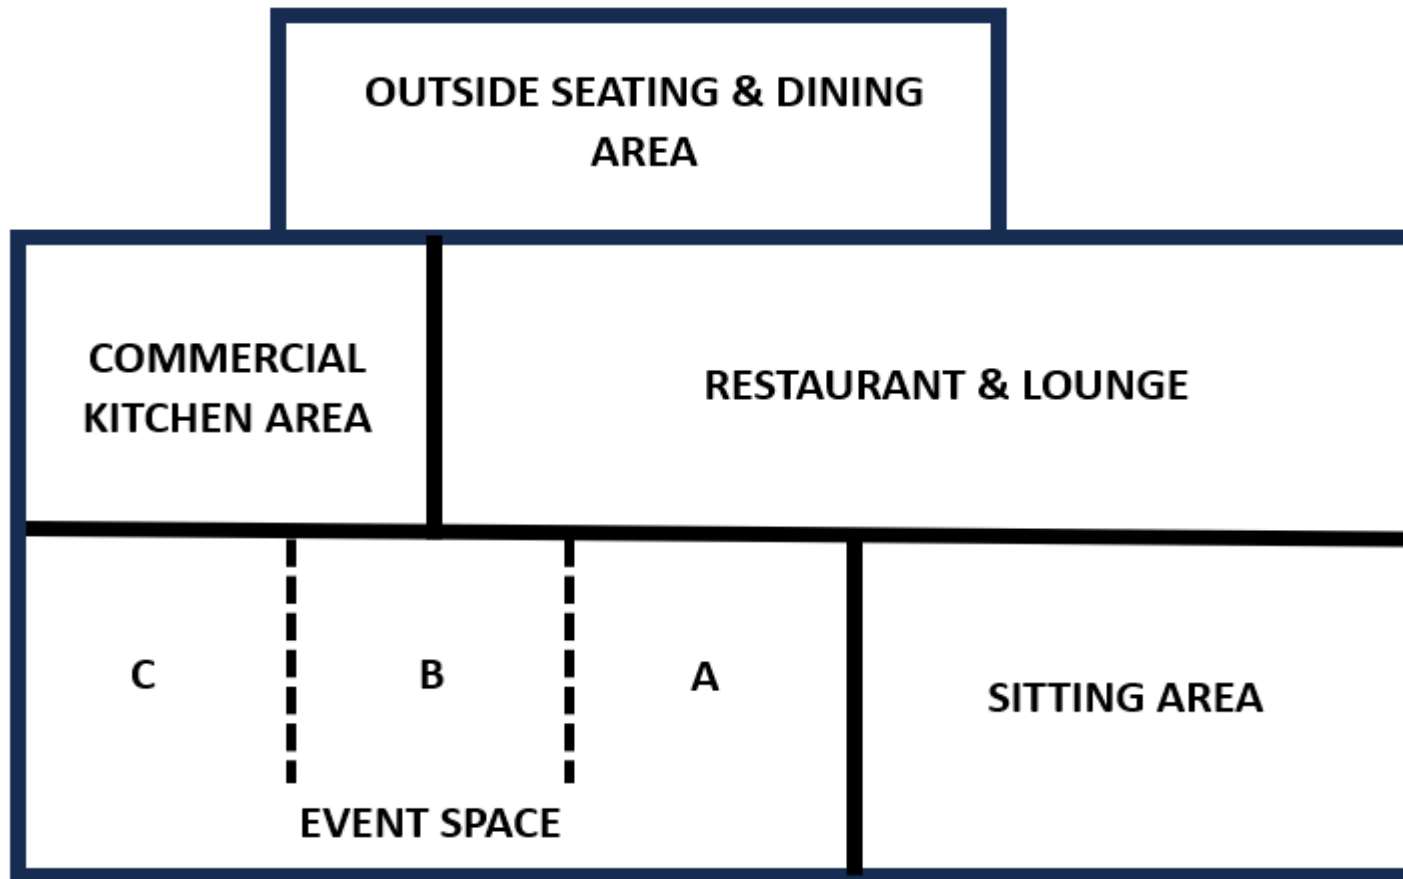 OUTSIDE SEATING & DINING
AREA
COMMERCIAL
KITCHEN AREA
RESTAURANT & LOUNGE
C
B
A
SITTING AREA
EVENT SPACE